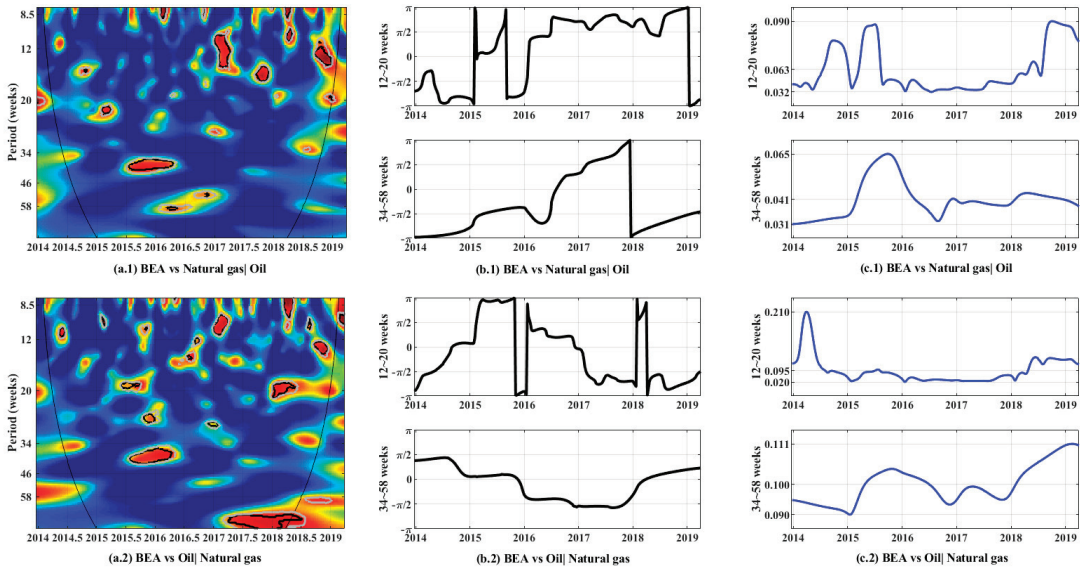 8.5
12
20
34
46
58
Period (weeks)
2014 2014.5 2015 2015.5 2016 2016.5 2017 2017.5 2018 2018.5 2019
(a.1) BEA vs Natural gas| Oil
π
π/2
0
−π/2
−π
12~20 weeks
2014 2015 2016 2017 2018 2019
π/2
0
−π/2
−π
34~58 weeks
2014 2015 2016 2017 2018 2019
(b.1) BEA vs Natural gas| Oil
0.090
0.063
0.032
12~20 weeks
2014 2015 2016 2017 2018 2019
0.065
0.041
0.031
34~58 weeks
2014 2015 2016 2017 2018 2019
(c.1) BEA vs Natural gas| Oil
8.5
12
20
34
46
58
Period (weeks)
2014 2014.5 2015 2015.5 2016 2016.5 2017 2017.5 2018 2018.5 2019
(a.2) BEA vs Oil| Natural gas
π
π/2
0
−π/2
−π
12~20 weeks
2014 2015 2016 2017 2018 2019
π
π/2
0
−π/2
−π
34~58 weeks
2014 2015 2016 2017 2018 2019
(b.2) BEA vs Oil| Natural gas
0.210
0.095
0.020
12~20 weeks
2014 2015 2016 2017 2018 2019
0.111
0.100
0.090
34~58 weeks
2014 2015 2016 2017 2018 2019
(c.2) BEA vs Oil| Natural gas